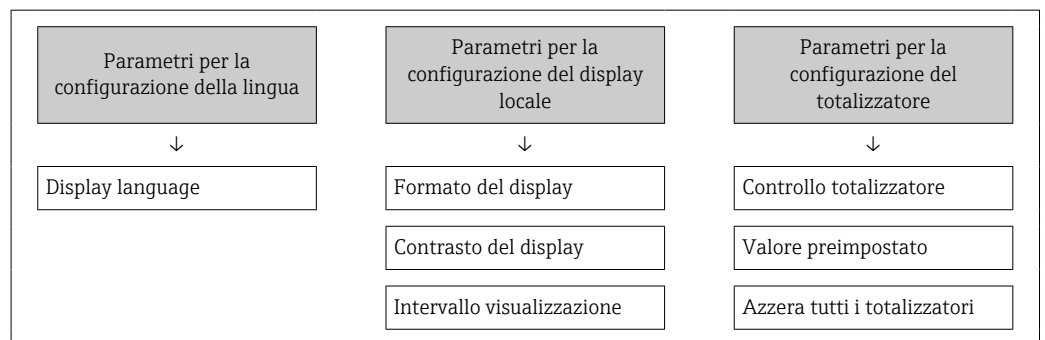 Parametri per la
configurazione della lingua
↓
Display language
Parametri per la
configurazione del display
locale
↓
Formato del display
Contrasto del display
Intervallo visualizzazione
Parametri per la
configurazione del
totalizzatore
↓
Controllo totalizzatore
Valore preimpostato
Azzera tutti i totalizzatori